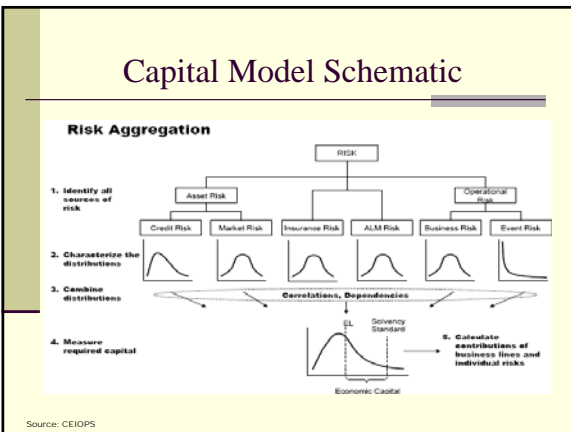 Capital Model Schematic
Risk Aggregation
RISK
1. Identify all
sources of
risk
Asset Risk
Operational
Risk
Credit Risk
Market Risk
Insurance Risk
ALM Risk
Business Risk
Event Risk
2. Characterize the
distributions
3. Combine
distributions
Correlations, Dependencies
4. Measure
required capital
EL
Solvency
Standard
5. Calculate
contributions of
business lines and
individual risks
Economic Capital
Source: CEIOPS